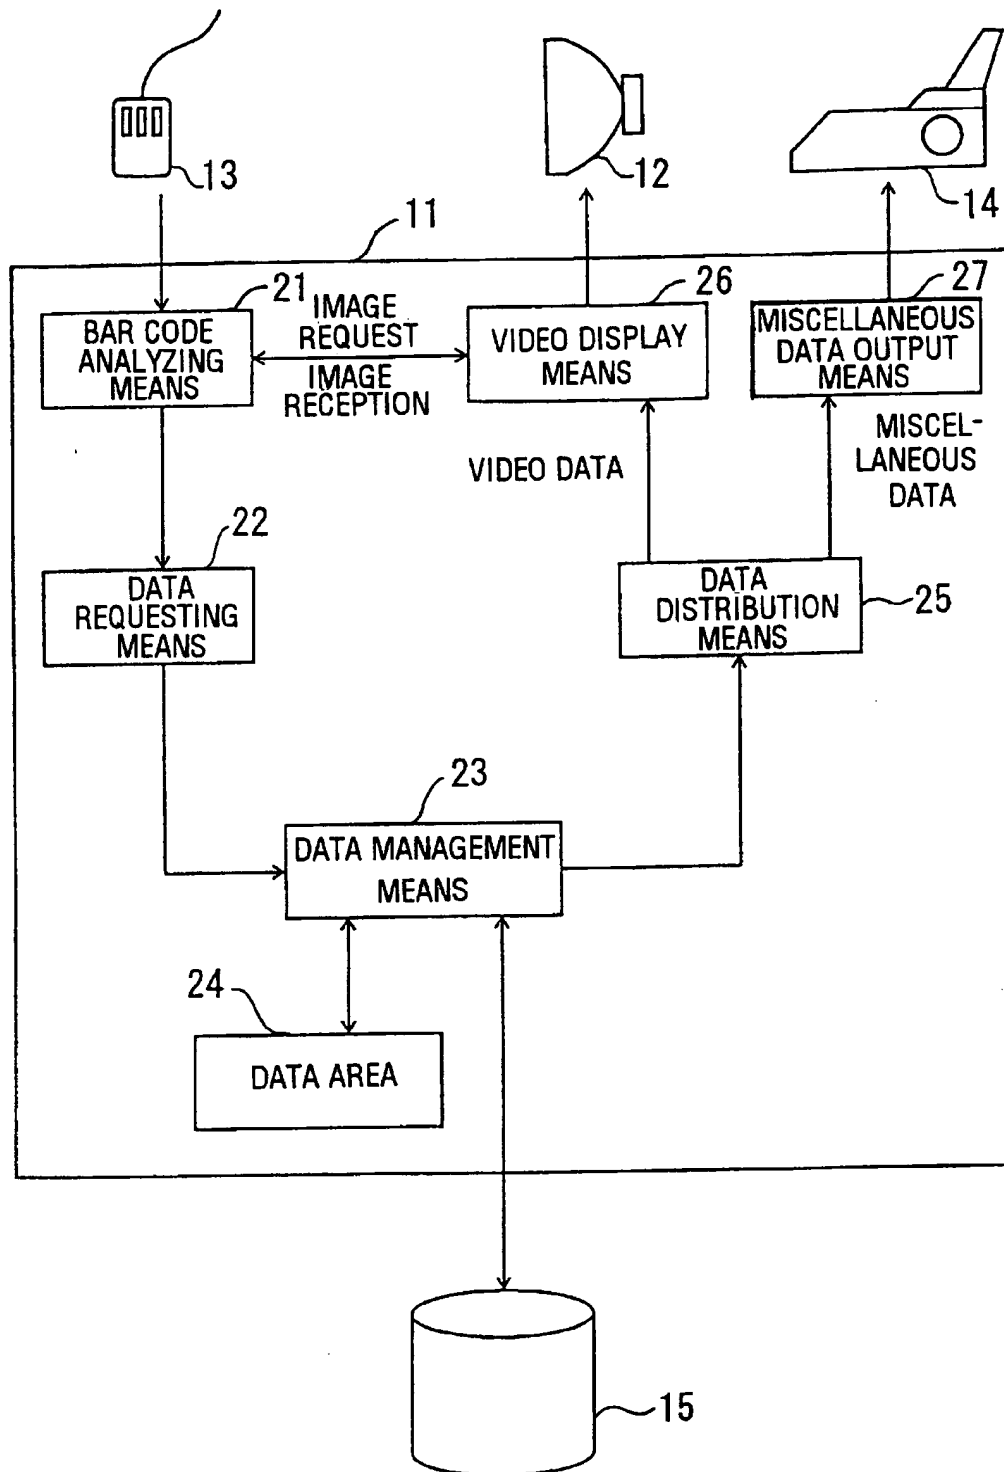 13
12
14
11
21
BAR CODE
ANALYZING
MEANS
IMAGE
REQUEST
IMAGE
RECEPTION
26
VIDEO DISPLAY
MEANS
27
MISCELLANEOUS
DATA OUTPUT
MEANS
VIDEO DATA
MISCEL-
LANEOUS
DATA
22
DATA
REQUESTING
MEANS
DATA
DISTRIBUTION
MEANS
25
23
DATA MANAGEMENT
MEANS
24
DATA AREA
15